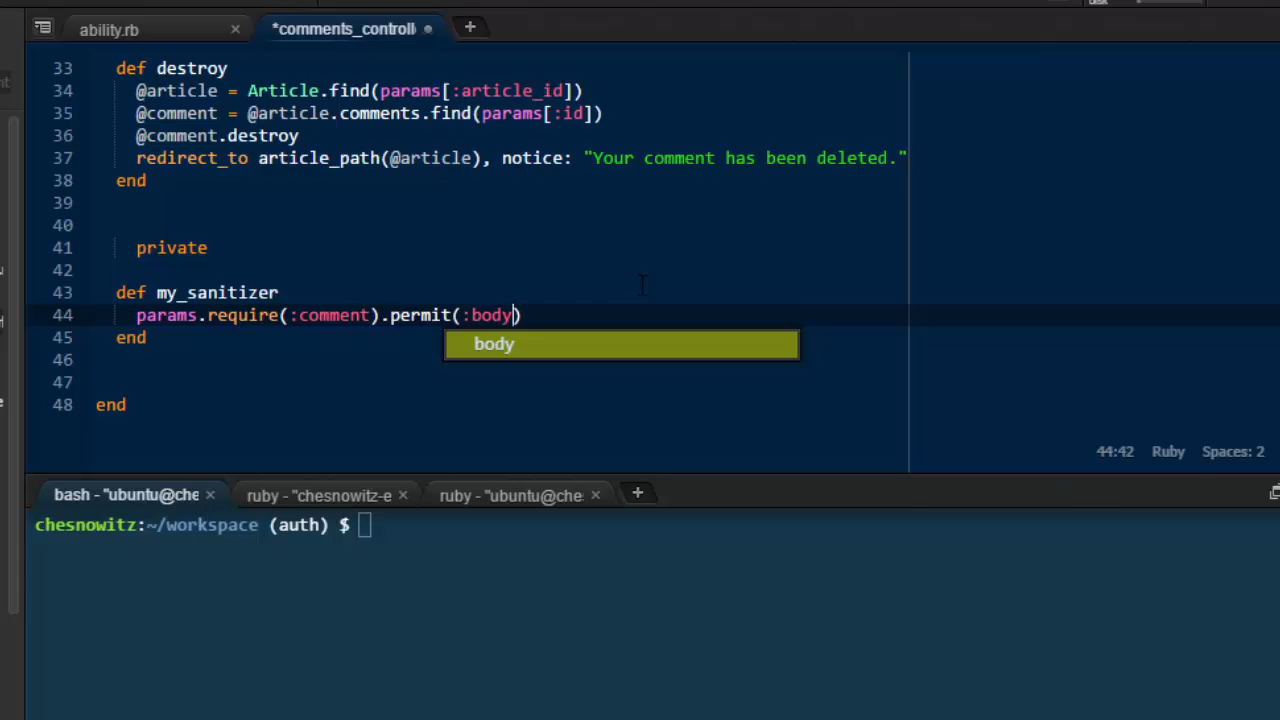 ability.rb × *comments_controll +
33 def destroy
34 @article = Article.find(params[:article_id])
35 @comment = @article.comments.find(params[:id])
36 @comment.destroy
37 redirect_to article_path(@article), notice: "Your comment has been deleted."
38 end
39
40
41 private
42
43 def my_sanitizer
44 params.require(:comment).permit(:body)
45 end
body
46
47
48 end
44:42 Ruby Spaces: 2
bash - "ubuntu@che × ruby - "chesnowitz-e × ruby - "ubuntu@che: × +
chesnowitz:~/workspace (auth) $